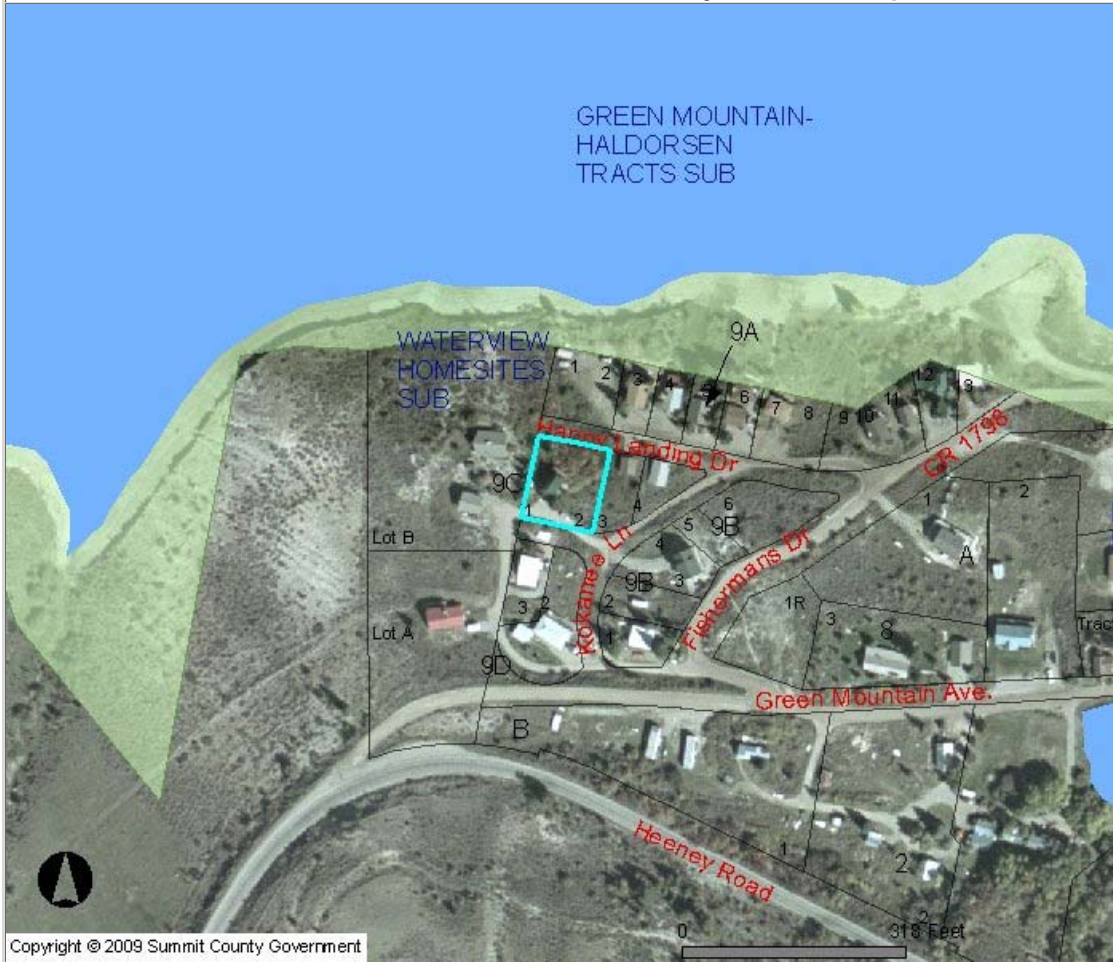 GREEN MOUNTAIN-
HALDORSEN
TRACTS SUB
WATERVIEW
HOMESITES
SUB
9A
1 2 3 4 5 6 7 8 9 10 11 12 13
Happy Landing Dr
CR 1798
9C
1 2 3 4
Lot B
Kokanee Ln
6
5 9B
4
9B 3
2
1
Fishermans Dr
1 2
A
1R
3 8
Tract
3 2
Lot A
9D
Green Mountain Ave.
B
Heeney Road
1
2
2
0 318 Feet
Copyright © 2009 Summit County Government